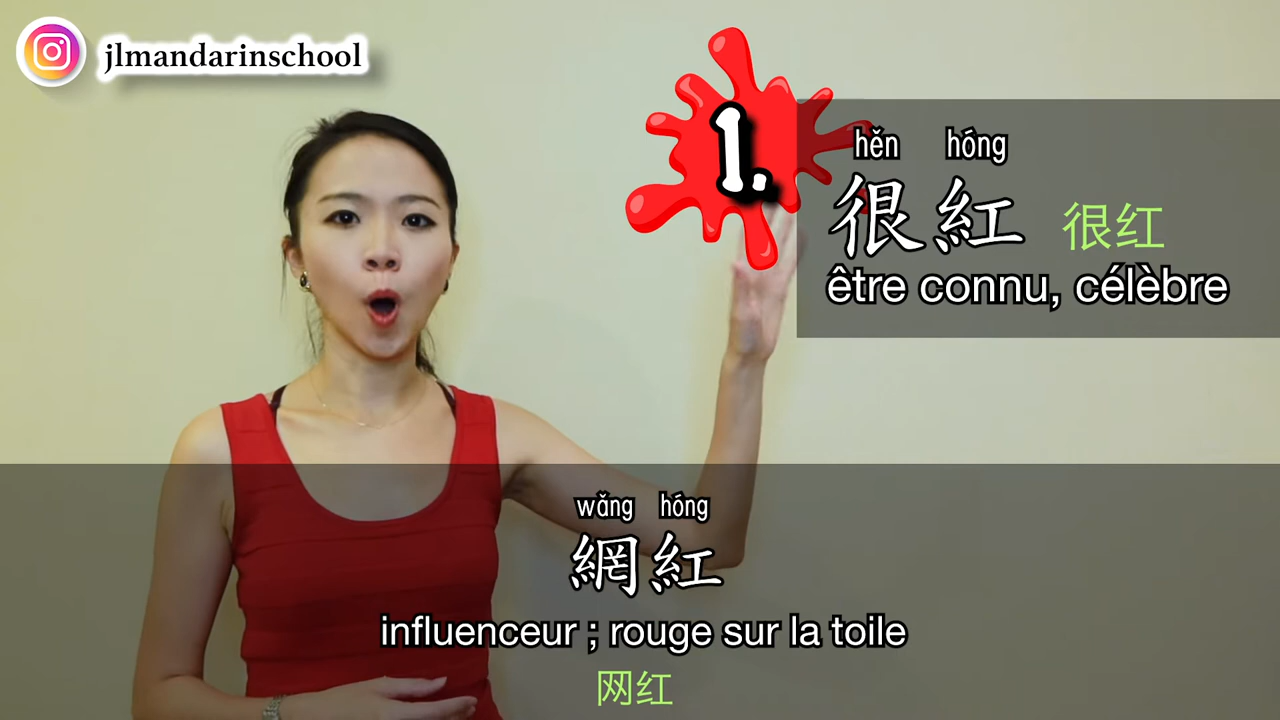 jlmandarinschool
1.
hěn hóng
很紅 很红
être connu, célèbre
wǎng hóng
網紅
influenceur ; rouge sur la toile
网红